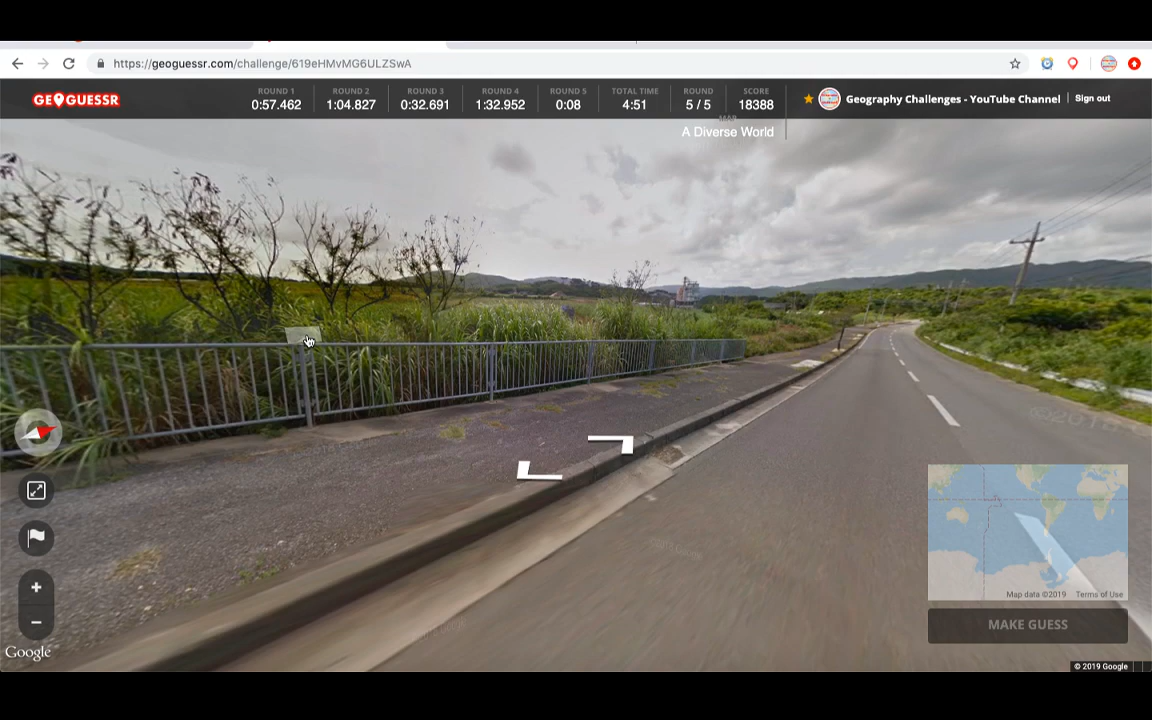 https://geoguessr.com/challenge/619eHMvMG6ULZSwA
GEOGUESSR
ROUND 1 ROUND 2 ROUND 3 ROUND 4 ROUND 5 TOTAL TIME ROUND SCORE
0:57.462 1:04.827 0:32.691 1:32.952 0:08 4:51 5 / 5 18388
Geography Challenges - YouTube Channel Sign out
MAP
A Diverse World
Map data ©2019 Terms of Use
MAKE GUESS
Google
© 2019 Google